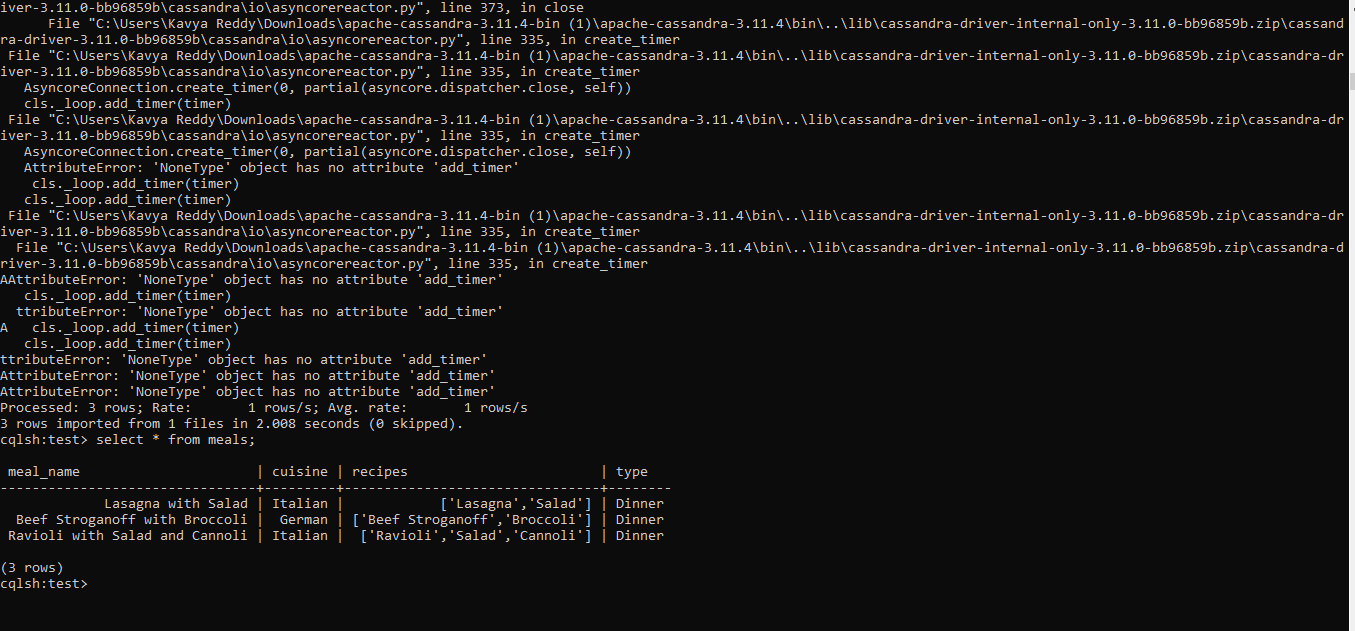 iver-3.11.0-bb96859b\cassandra\io\asyncorereactor.py", line 373, in close
      File "C:\Users\Kavya Reddy\Downloads\apache-cassandra-3.11.4-bin (1)\apache-cassandra-3.11.4\bin\..\lib\cassandra-driver-internal-only-3.11.0-bb96859b.zip\cassand
ra-driver-3.11.0-bb96859b\cassandra\io\asyncorereactor.py", line 335, in create_timer
 File "C:\Users\Kavya Reddy\Downloads\apache-cassandra-3.11.4-bin (1)\apache-cassandra-3.11.4\bin\..\lib\cassandra-driver-internal-only-3.11.0-bb96859b.zip\cassandra-dr
iver-3.11.0-bb96859b\cassandra\io\asyncorereactor.py", line 335, in create_timer
   AsyncoreConnection.create_timer(0, partial(asyncore.dispatcher.close, self))
   cls._loop.add_timer(timer)
 File "C:\Users\Kavya Reddy\Downloads\apache-cassandra-3.11.4-bin (1)\apache-cassandra-3.11.4\bin\..\lib\cassandra-driver-internal-only-3.11.0-bb96859b.zip\cassandra-dr
iver-3.11.0-bb96859b\cassandra\io\asyncorereactor.py", line 335, in create_timer
   AsyncoreConnection.create_timer(0, partial(asyncore.dispatcher.close, self))
   AttributeError: 'NoneType' object has no attribute 'add_timer'
    cls._loop.add_timer(timer)
   cls._loop.add_timer(timer)
 File "C:\Users\Kavya Reddy\Downloads\apache-cassandra-3.11.4-bin (1)\apache-cassandra-3.11.4\bin\..\lib\cassandra-driver-internal-only-3.11.0-bb96859b.zip\cassandra-dr
iver-3.11.0-bb96859b\cassandra\io\asyncorereactor.py", line 335, in create_timer
  File "C:\Users\Kavya Reddy\Downloads\apache-cassandra-3.11.4-bin (1)\apache-cassandra-3.11.4\bin\..\lib\cassandra-driver-internal-only-3.11.0-bb96859b.zip\cassandra-d
river-3.11.0-bb96859b\cassandra\io\asyncorereactor.py", line 335, in create_timer
AAttributeError: 'NoneType' object has no attribute 'add_timer'
   cls._loop.add_timer(timer)
  ttributeError: 'NoneType' object has no attribute 'add_timer'
A   cls._loop.add_timer(timer)
   cls._loop.add_timer(timer)
ttributeError: 'NoneType' object has no attribute 'add_timer'
AttributeError: 'NoneType' object has no attribute 'add_timer'
AttributeError: 'NoneType' object has no attribute 'add_timer'
Processed: 3 rows; Rate:       1 rows/s; Avg. rate:       1 rows/s
3 rows imported from 1 files in 2.008 seconds (0 skipped).
cqlsh:test> select * from meals;
 meal_name                      | cuisine | recipes                        | type
--------------------------------+---------+--------------------------------+--------
             Lasagna with Salad | Italian |            ['Lasagna','Salad'] | Dinner
  Beef Stroganoff with Broccoli |  German | ['Beef Stroganoff','Broccoli'] | Dinner
 Ravioli with Salad and Cannoli | Italian |  ['Ravioli','Salad','Cannoli'] | Dinner
(3 rows)
cqlsh:test>